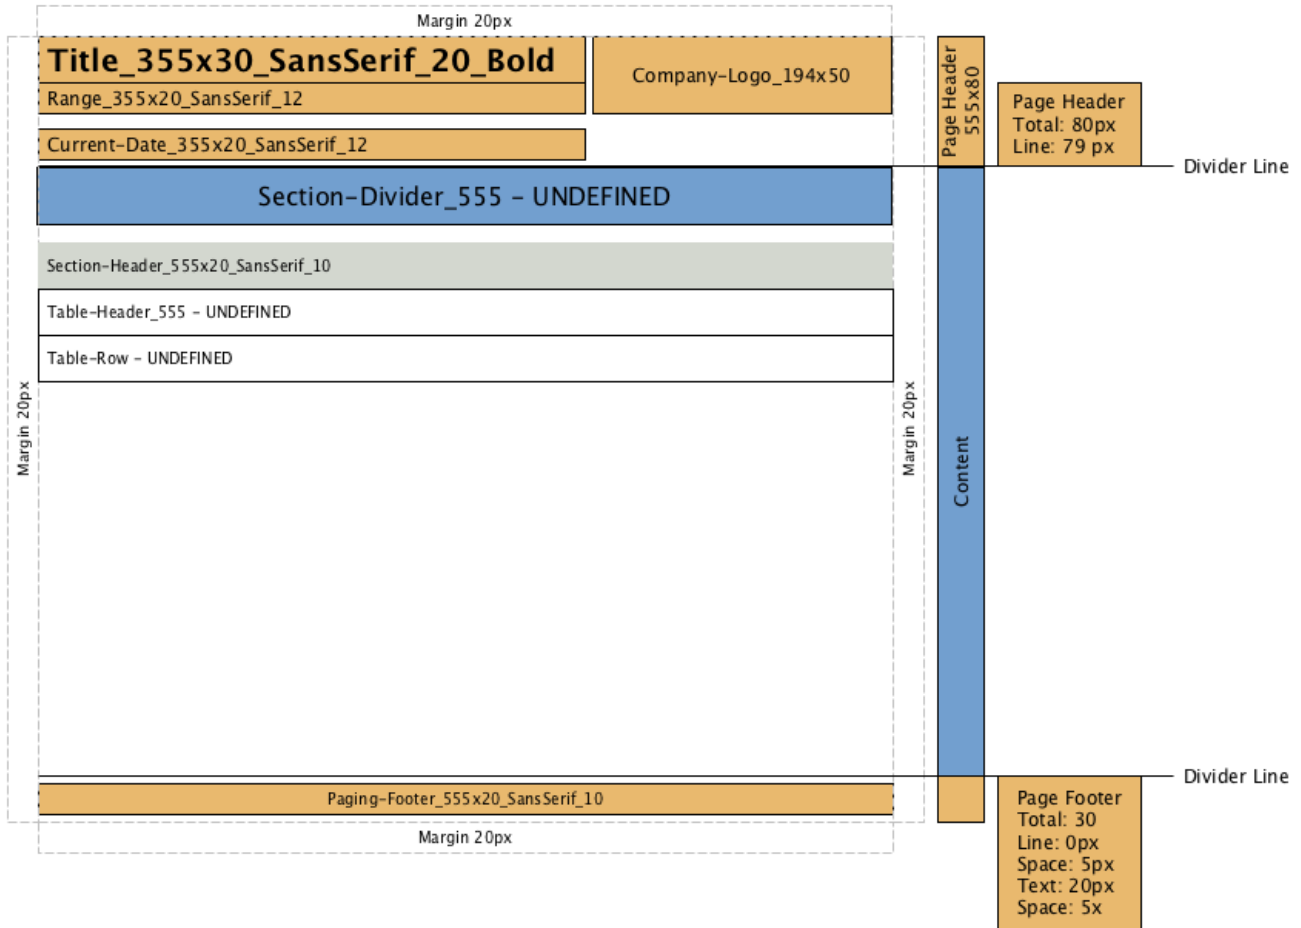 Margin 20px
Title_355x30_SansSerif_20_Bold
Range_355x20_SansSerif_12
Company-Logo_194x50
Current-Date_355x20_SansSerif_12
Page Header
555x80
Page Header
Total: 80px
Line: 79 px
Divider Line
Section-Divider_555 - UNDEFINED
Section-Header_555x20_SansSerif_10
Table-Header_555 - UNDEFINED
Table-Row - UNDEFINED
Margin 20px
Margin 20px
Content
Divider Line
Paging-Footer_555x20_SansSerif_10
Margin 20px
Page Footer
Total: 30
Line: 0px
Space: 5px
Text: 20px
Space: 5x